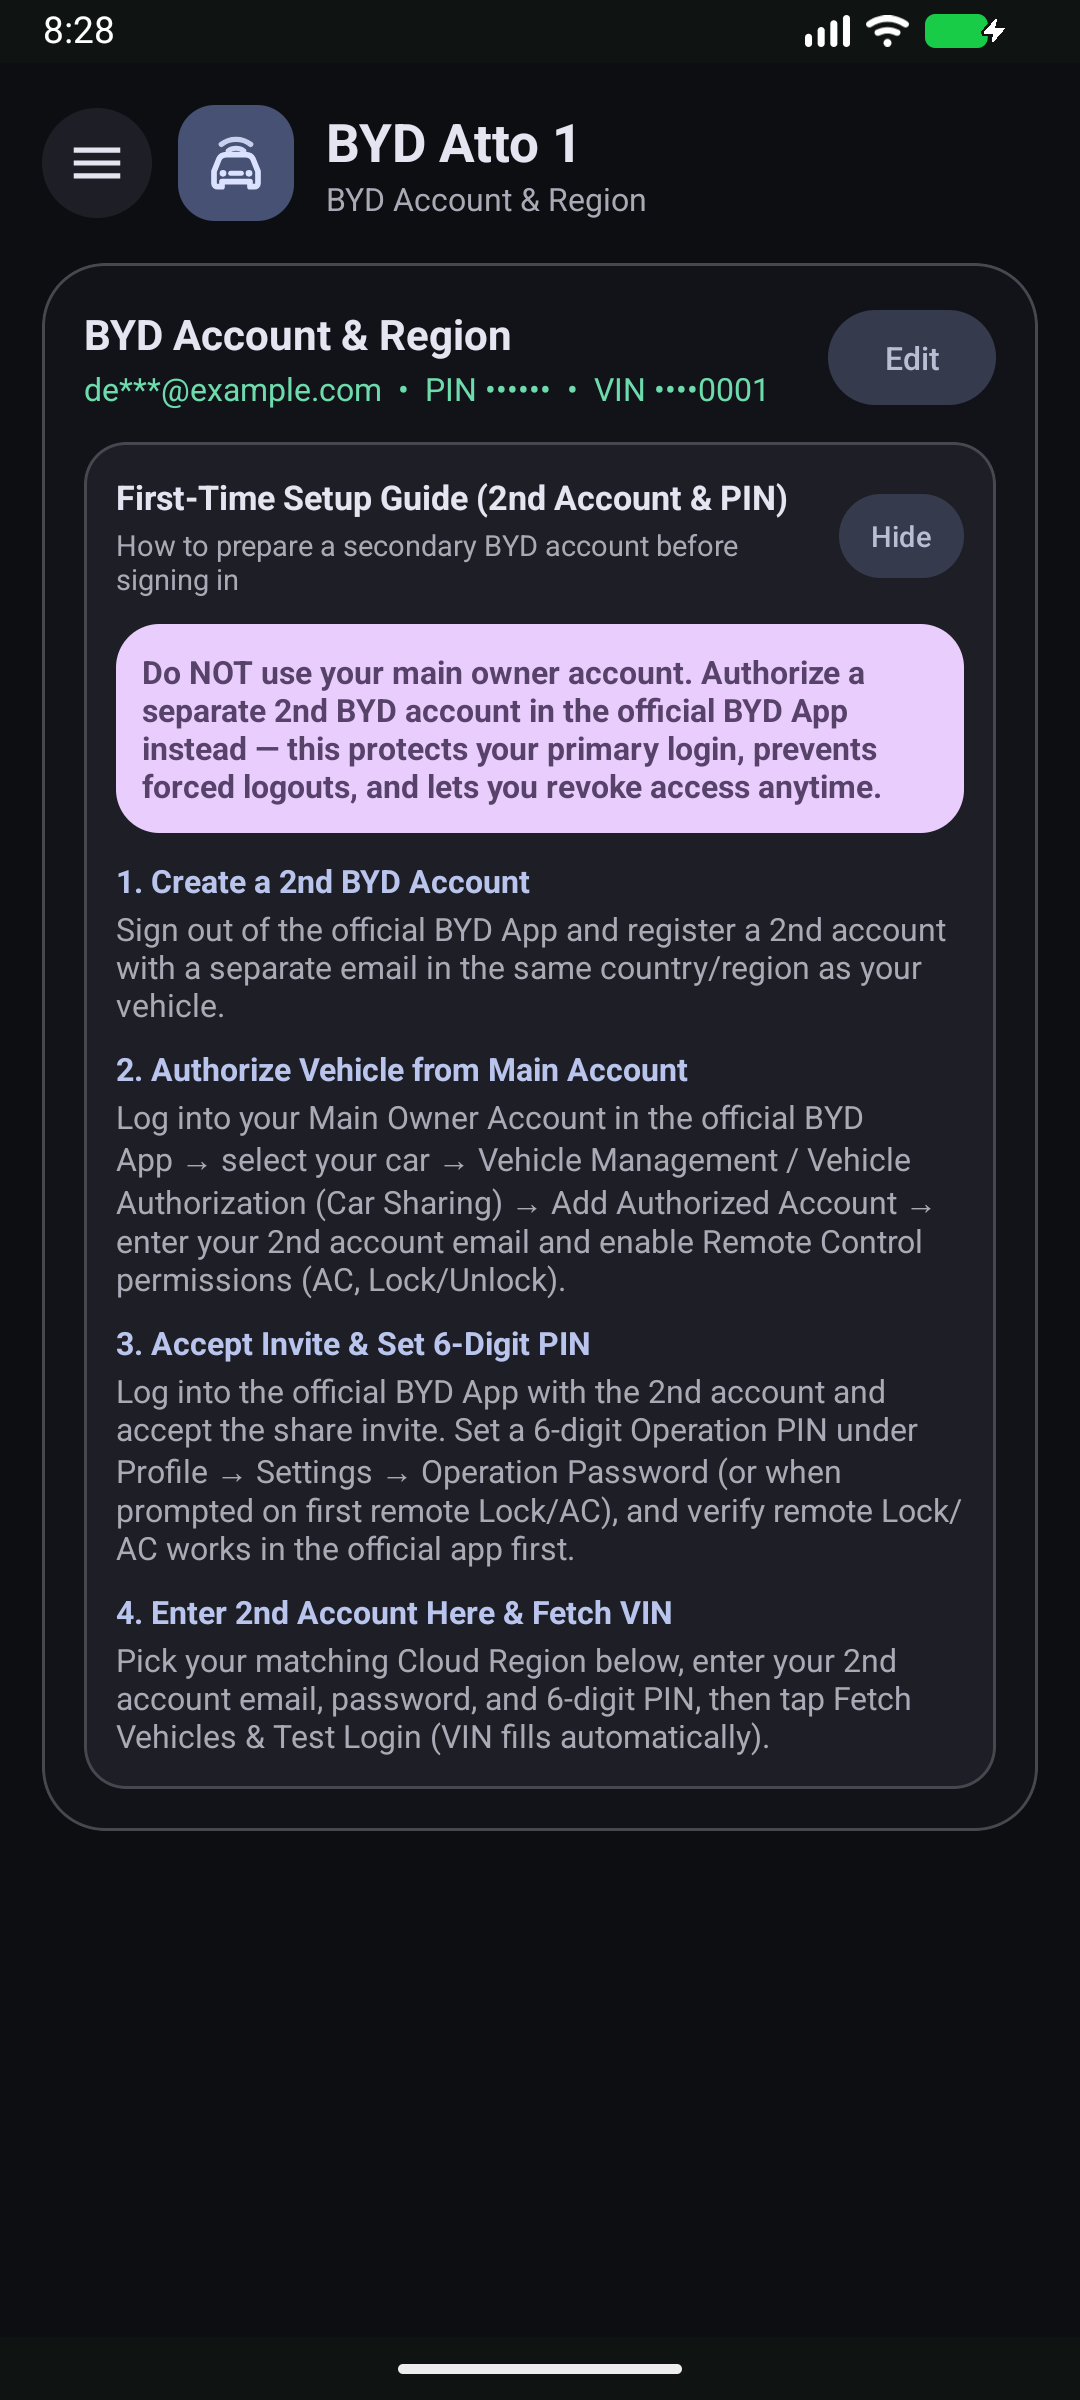 8:28
BYD Atto 1
BYD Account & Region
BYD Account & Region
de***@example.com • PIN •••••• • VIN ••••0001
Edit
First-Time Setup Guide (2nd Account & PIN)
How to prepare a secondary BYD account before
signing in
Hide
Do NOT use your main owner account. Authorize a
separate 2nd BYD account in the official BYD App
instead — this protects your primary login, prevents
forced logouts, and lets you revoke access anytime.
1. Create a 2nd BYD Account
Sign out of the official BYD App and register a 2nd account
with a separate email in the same country/region as your
vehicle.
2. Authorize Vehicle from Main Account
Log into your Main Owner Account in the official BYD
App → select your car → Vehicle Management / Vehicle
Authorization (Car Sharing) → Add Authorized Account →
enter your 2nd account email and enable Remote Control
permissions (AC, Lock/Unlock).
3. Accept Invite & Set 6-Digit PIN
Log into the official BYD App with the 2nd account and
accept the share invite. Set a 6-digit Operation PIN under
Profile → Settings → Operation Password (or when
prompted on first remote Lock/AC), and verify remote Lock/
AC works in the official app first.
4. Enter 2nd Account Here & Fetch VIN
Pick your matching Cloud Region below, enter your 2nd
account email, password, and 6-digit PIN, then tap Fetch
Vehicles & Test Login (VIN fills automatically).